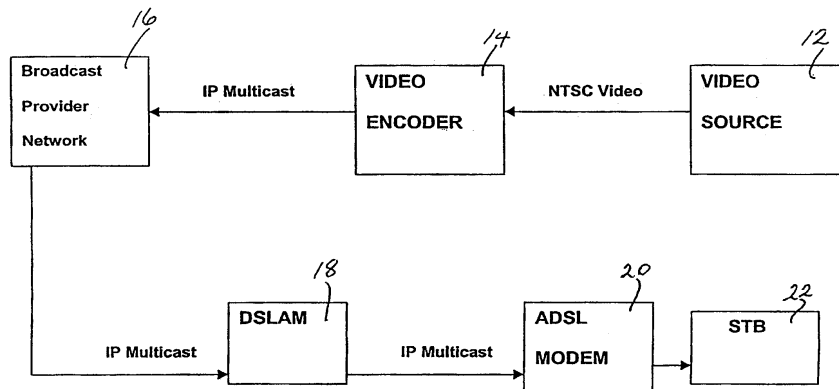 16
14
12
Broadcast
Provider
Network
IP Multicast
VIDEO
ENCODER
NTSC Video
VIDEO
SOURCE
18
20
22
DSLAM
ADSL
MODEM
STB
IP Multicast
IP Multicast